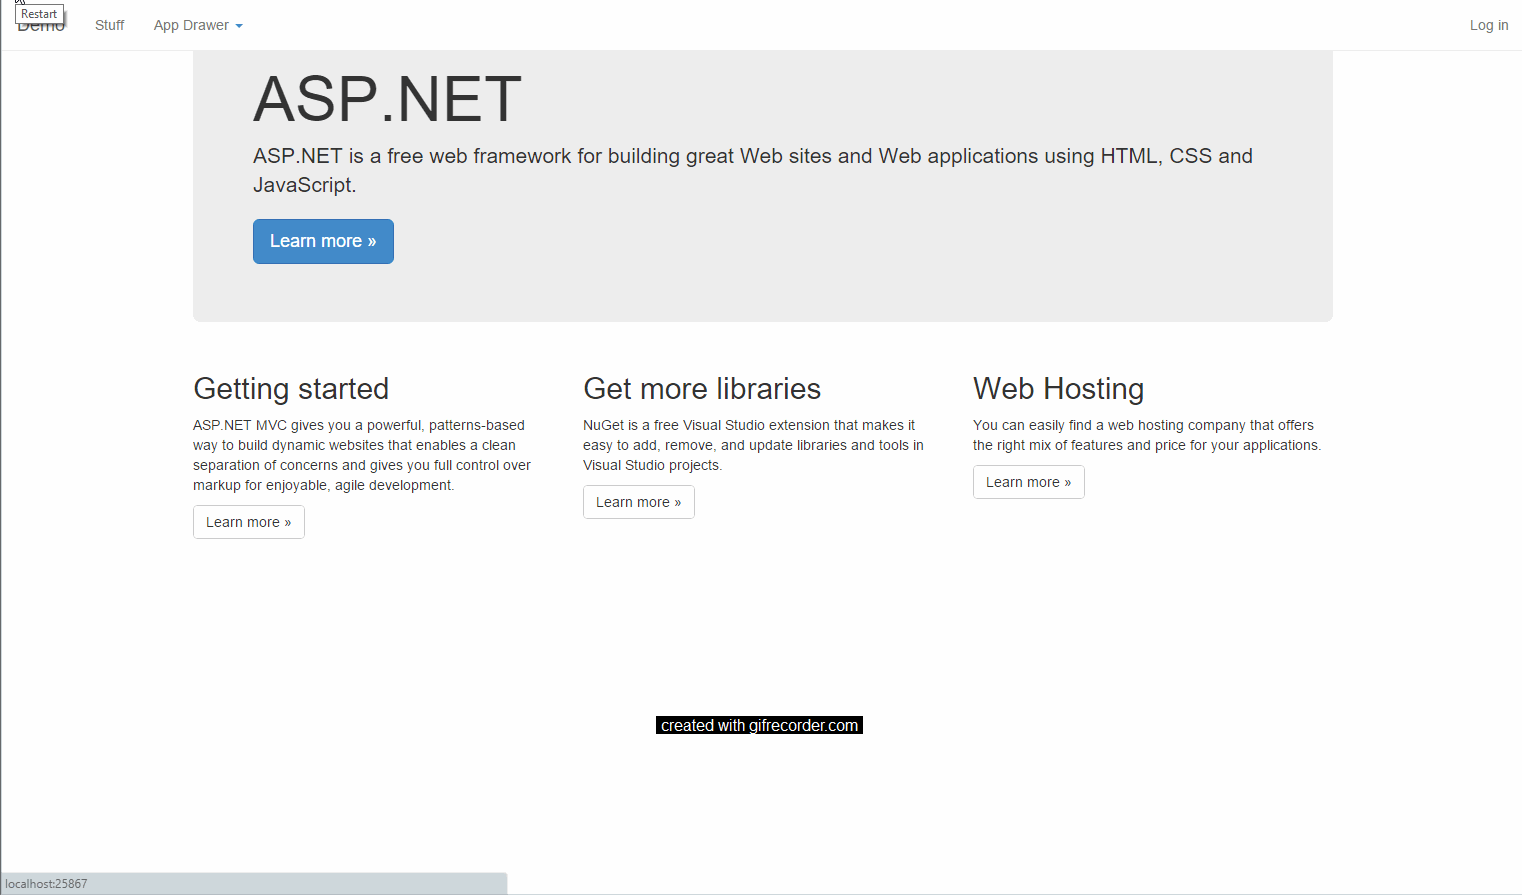 Restart
Demo Stuff App Drawer Log in
ASP.NET
ASP.NET is a free web framework for building great Web sites and Web applications using HTML, CSS and
JavaScript.
Learn more »
Getting started
ASP.NET MVC gives you a powerful, patterns-based
way to build dynamic websites that enables a clean
separation of concerns and gives you full control over
markup for enjoyable, agile development.
Learn more »
Get more libraries
NuGet is a free Visual Studio extension that makes it
easy to add, remove, and update libraries and tools in
Visual Studio projects.
Learn more »
Web Hosting
You can easily find a web hosting company that offers
the right mix of features and price for your applications.
Learn more »
created with gifrecorder.com
localhost:25867